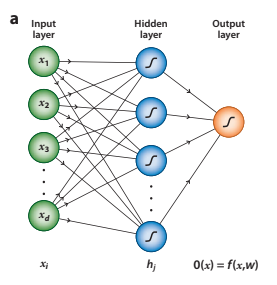 a
Input layer
Hidden layer
Output layer
x1
x2
x3
xd
xi
hj
0(x) = f(x,w)